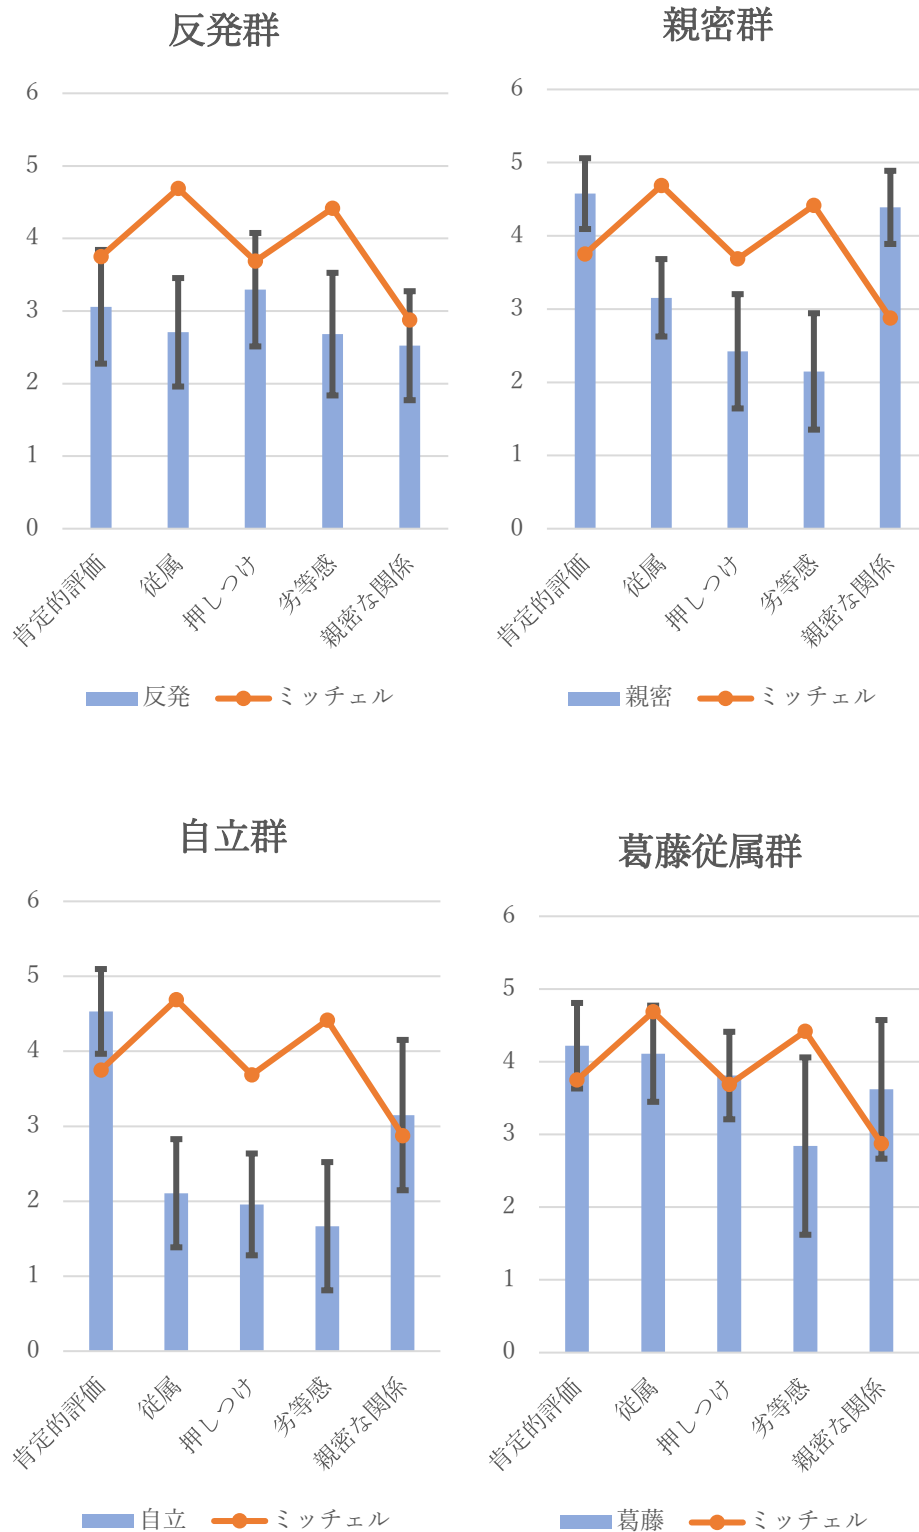 反発群
6
5
4
3
2
1
0
肯定的評価
従属
押しつけ
劣等感
親密な関係
反発
ミッチェル
親密群
6
5
4
3
2
1
0
肯定的評価
従属
押しつけ
劣等感
親密な関係
親密
ミッチェル
自立群
6
5
4
3
2
1
0
肯定的評価
従属
押しつけ
劣等感
親密な関係
自立
ミッチェル
葛藤従属群
6
5
4
3
2
1
0
肯定的評価
従属
押しつけ
劣等感
親密な関係
葛藤
ミッチェル